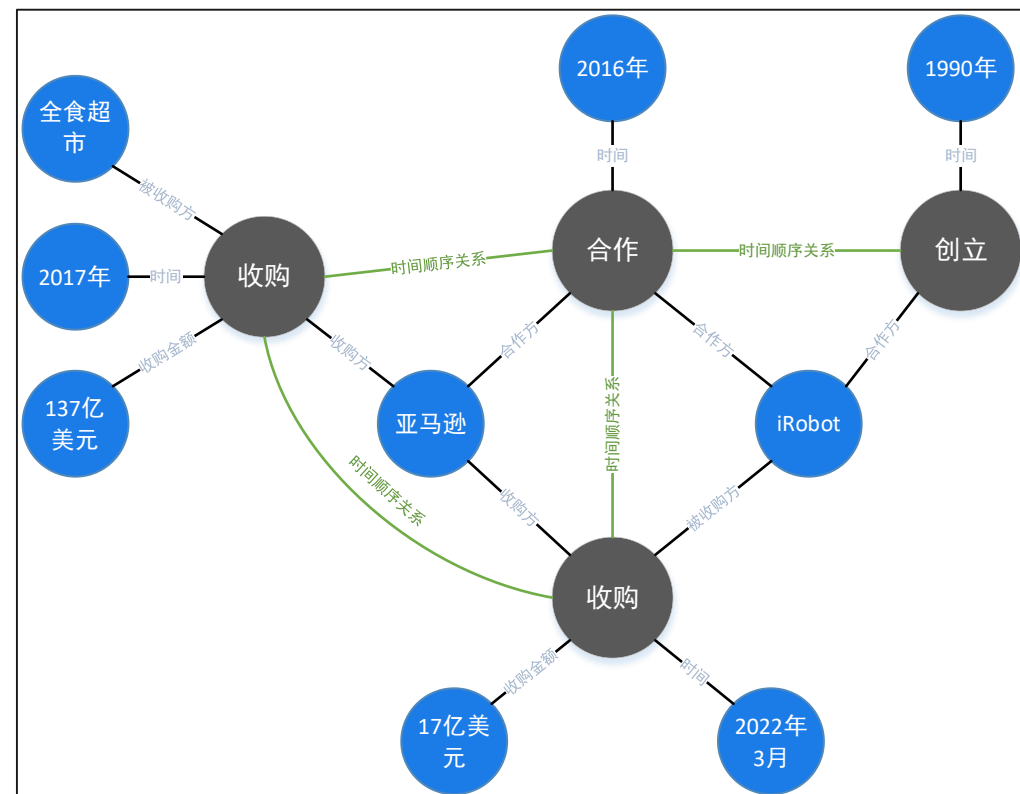 2016年
1990年
全食超
市
时间
时间
被收购方
收购
时间顺序关系
合作
时间顺序关系
创立
2017年
时间
收购金额
收购方
合作方
合作方
合作方
137亿
美元
亚马逊
时间顺序关系
iRobot
时间顺序关系
收购方
被收购方
收购
收购金额
时间
17亿美
元
2022年
3月